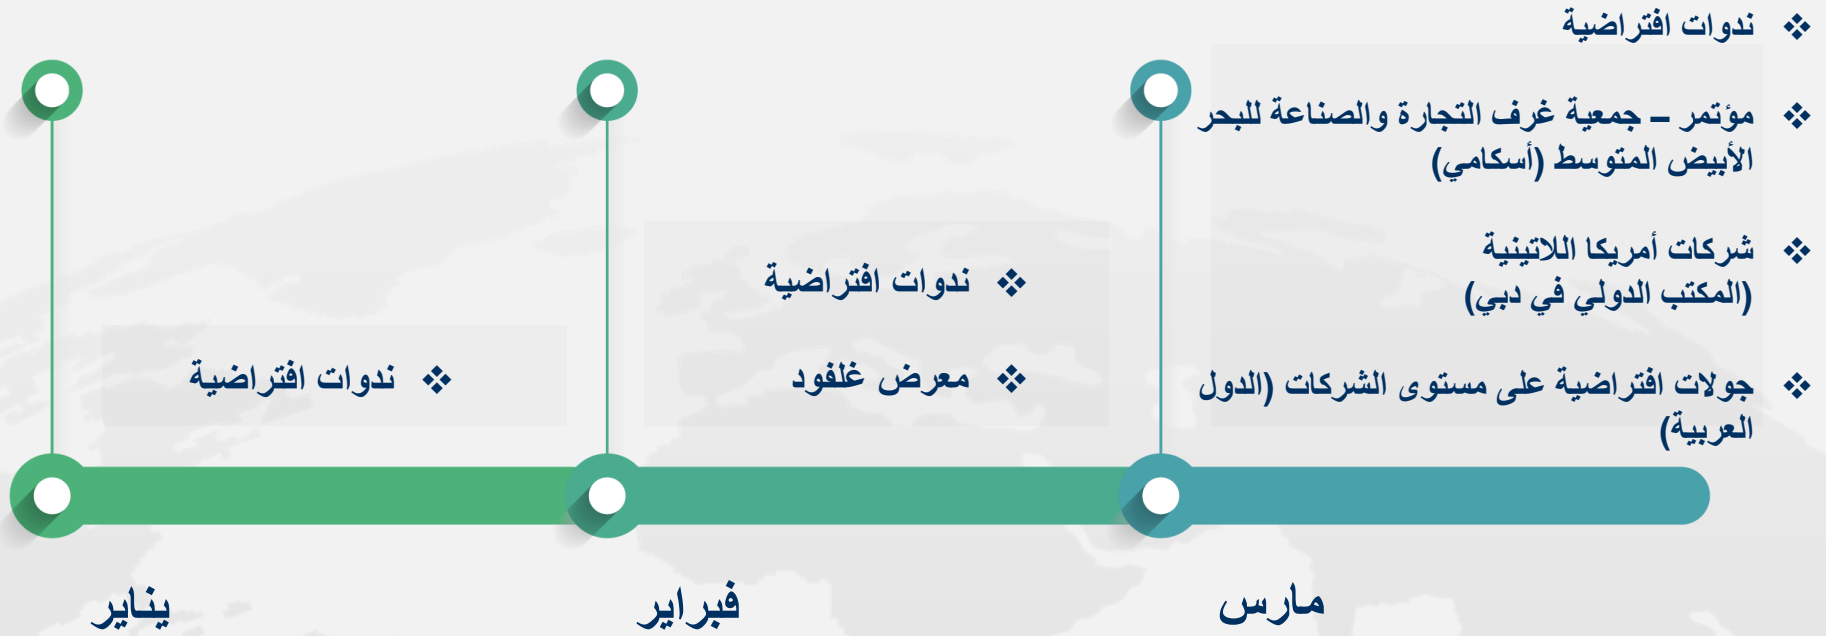 ❖ ندوات افتراضية
❖ مؤتمر – جمعية غرف التجارة والصناعة للبحر
الأبيض المتوسط (أسكامي)
❖ شركات أمريكا اللاتينية
(المكتب الدولي في دبي)
❖ جولات افتراضية على مستوى الشركات (الدول
العربية)
❖ ندوات افتراضية
❖ معرض غلفود
❖ ندوات افتراضية
يناير
فبراير
مارس